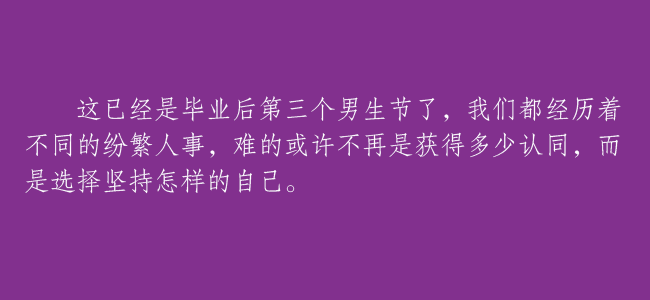 这已经是毕业后第三个男生节了，我们都经历着
不同的纷繁人事，难的或许不再是获得多少认同，而
是选择坚持怎样的自己。